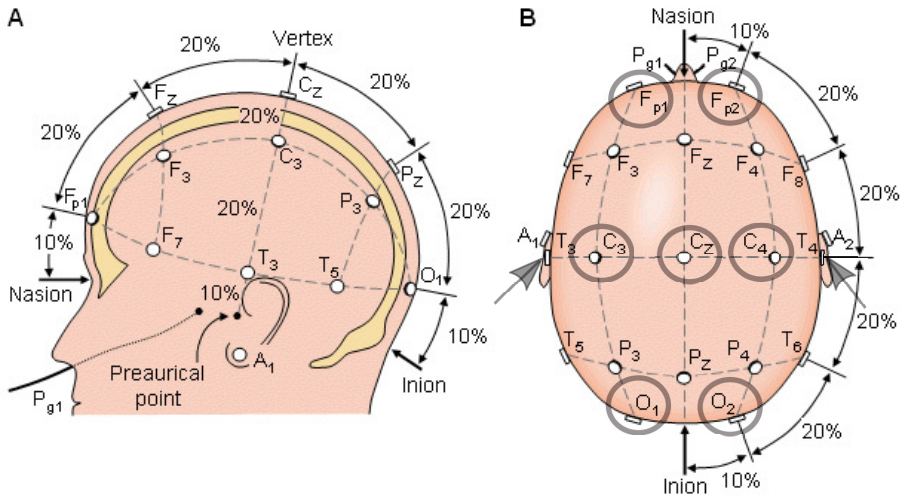 A
20%
Vertex
20%
FZ
CZ
20%
20%
20%
C3
F3
PZ
Fp1
P3
20%
20%
F7
10%
T3
T5
O1
Nasion
10%
10%
A1
Preaurical
point
Inion
Pg1
B
Nasion
10%
Pg1
Pg2
Fp1
Fp2
20%
F7
F3
FZ
F4
F8
20%
A1
T3
C3
CZ
C4
T4
A2
20%
T5
P3
PZ
P4
T6
O1
O2
20%
10%
Inion